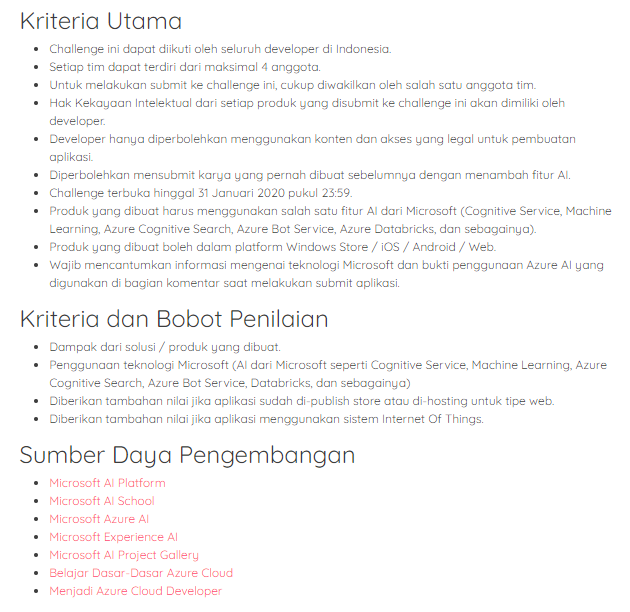 Kriteria Utama
Challenge ini dapat diikuti oleh seluruh developer di Indonesia.
Setiap tim dapat terdiri dari maksimal 4 anggota.
Untuk melakukan submit ke challenge ini, cukup diwakilkan oleh salah satu anggota tim.
Hak Kekayaan Intelektual dari setiap produk yang disubmit ke challenge ini akan dimiliki oleh
developer.
Developer hanya diperbolehkan menggunakan konten dan akses yang legal untuk pembuatan
aplikasi.
Diperbolehkan mensubmit karya yang pernah dibuat sebelumnya dengan menambah fitur AI.
Challenge terbuka hinggal 31 Januari 2020 pukul 23:59.
Produk yang dibuat harus menggunakan salah satu fitur AI dari Microsoft (Cognitive Service, Machine
Learning, Azure Cognitive Search, Azure Bot Service, Azure Databricks, dan sebagainya).
Produk yang dibuat boleh dalam platform Windows Store / iOS / Android / Web.
Wajib mencantumkan informasi mengenai teknologi Microsoft dan bukti penggunaan Azure AI yang
digunakan di bagian komentar saat melakukan submit aplikasi.
Kriteria dan Bobot Penilaian
Dampak dari solusi / produk yang dibuat.
Penggunaan teknologi Microsoft (AI dari Microsoft seperti Cognitive Service, Machine Learning, Azure
Cognitive Search, Azure Bot Service, Databricks, dan sebagainya)
Diberikan tambahan nilai jika aplikasi sudah di-publish store atau di-hosting untuk tipe web.
Diberikan tambahan nilai jika aplikasi menggunakan sistem Internet Of Things.
Sumber Daya Pengembangan
Microsoft AI Platform
Microsoft AI School
Microsoft Azure AI
Microsoft Experience AI
Microsoft AI Project Gallery
Belajar Dasar-Dasar Azure Cloud
Menjadi Azure Cloud Developer